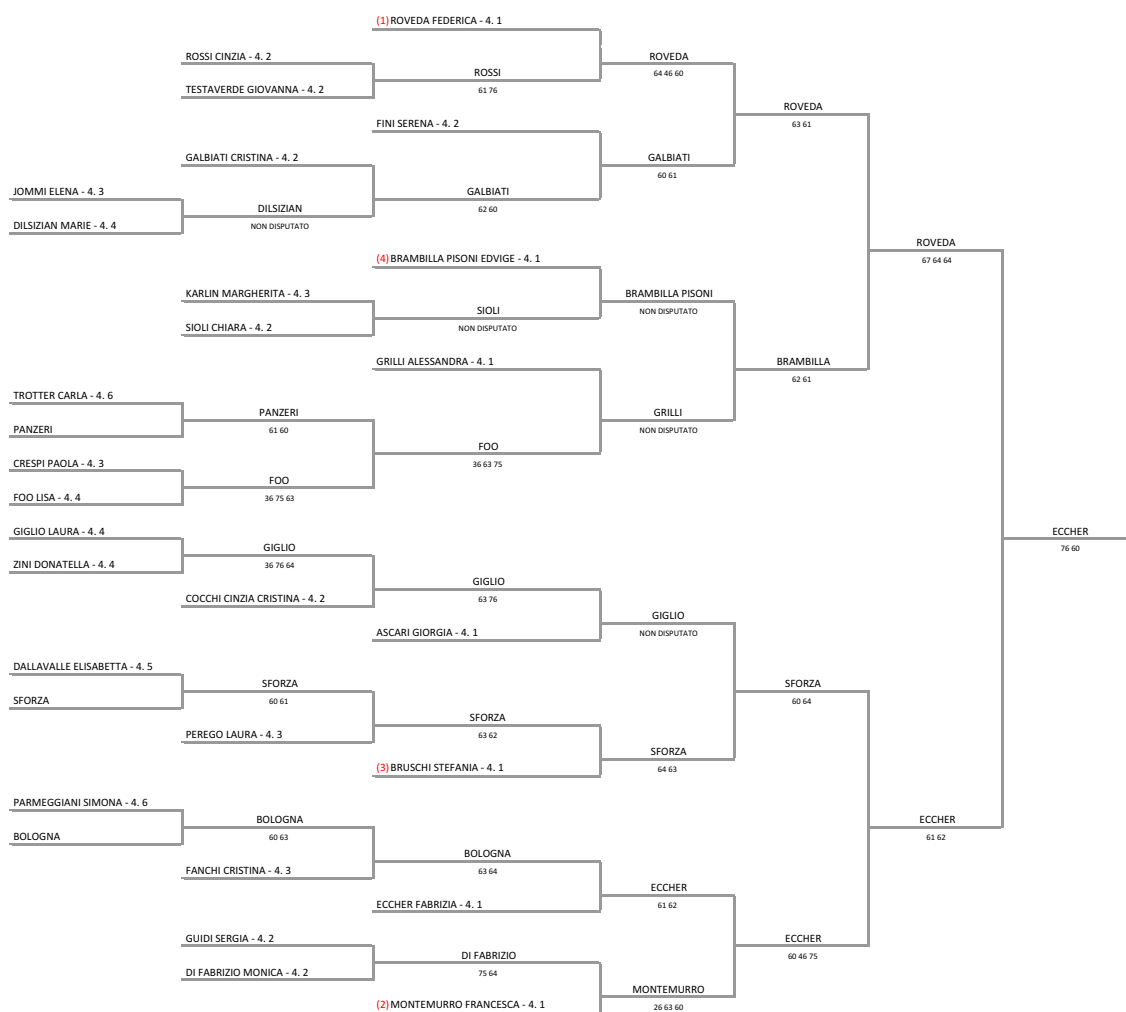 (1) ROVEDA FEDERICA - 4. 1
ROSSI CINZIA - 4. 2
ROVEDA
64 46 60
ROSSI
61 76
TESTAVERDE GIOVANNA - 4. 2
ROVEDA
63 61
FINI SERENA - 4. 2
GALBIATI CRISTINA - 4. 2
GALBIATI
60 61
JOMMI ELENA - 4. 3
GALBIATI
62 60
DILSIZIAN
NON DISPUTATO
DILSIZIAN MARIE - 4. 4
ROVEDA
67 64 64
(4) BRAMBILLA PISONI EDVIGE - 4. 1
KARLIN MARGHERITA - 4. 3
BRAMBILLA PISONI
NON DISPUTATO
SIOLI
NON DISPUTATO
SIOLI CHIARA - 4. 2
GRILLI ALESSANDRA - 4. 1
BRAMBILLA
62 61
TROTTER CARLA - 4. 6
PANZERI
61 60
GRILLI
NON DISPUTATO
PANZERI
FOO
36 63 75
CRESPI PAOLA - 4. 3
FOO
36 75 63
FOO LISA - 4. 4
GIGLIO LAURA - 4. 4
ECCHER
76 60
GIGLIO
36 76 64
ZINI DONATELLA - 4. 4
GIGLIO
63 76
COCCHI CINZIA CRISTINA - 4. 2
GIGLIO
NON DISPUTATO
ASCARI GIORGIA - 4. 1
DALLAVALLE ELISABETTA - 4. 5
SFORZA
60 61
SFORZA
60 64
SFORZA
SFORZA
63 62
PEREGO LAURA - 4. 3
SFORZA
64 63
(3) BRUSCHI STEFANIA - 4. 1
PARMEGGIANI SIMONA - 4. 6
BOLOGNA
60 63
ECCHER
61 62
BOLOGNA
BOLOGNA
63 64
FANCHI CRISTINA - 4. 3
ECCHER
61 62
ECCHER FABRIZIA - 4. 1
GUIDI SERGIA - 4. 2
ECCHER
60 46 75
DI FABRIZIO
75 64
DI FABRIZIO MONICA - 4. 2
MONTEMURRO
26 63 60
(2) MONTEMURRO FRANCESCA - 4. 1